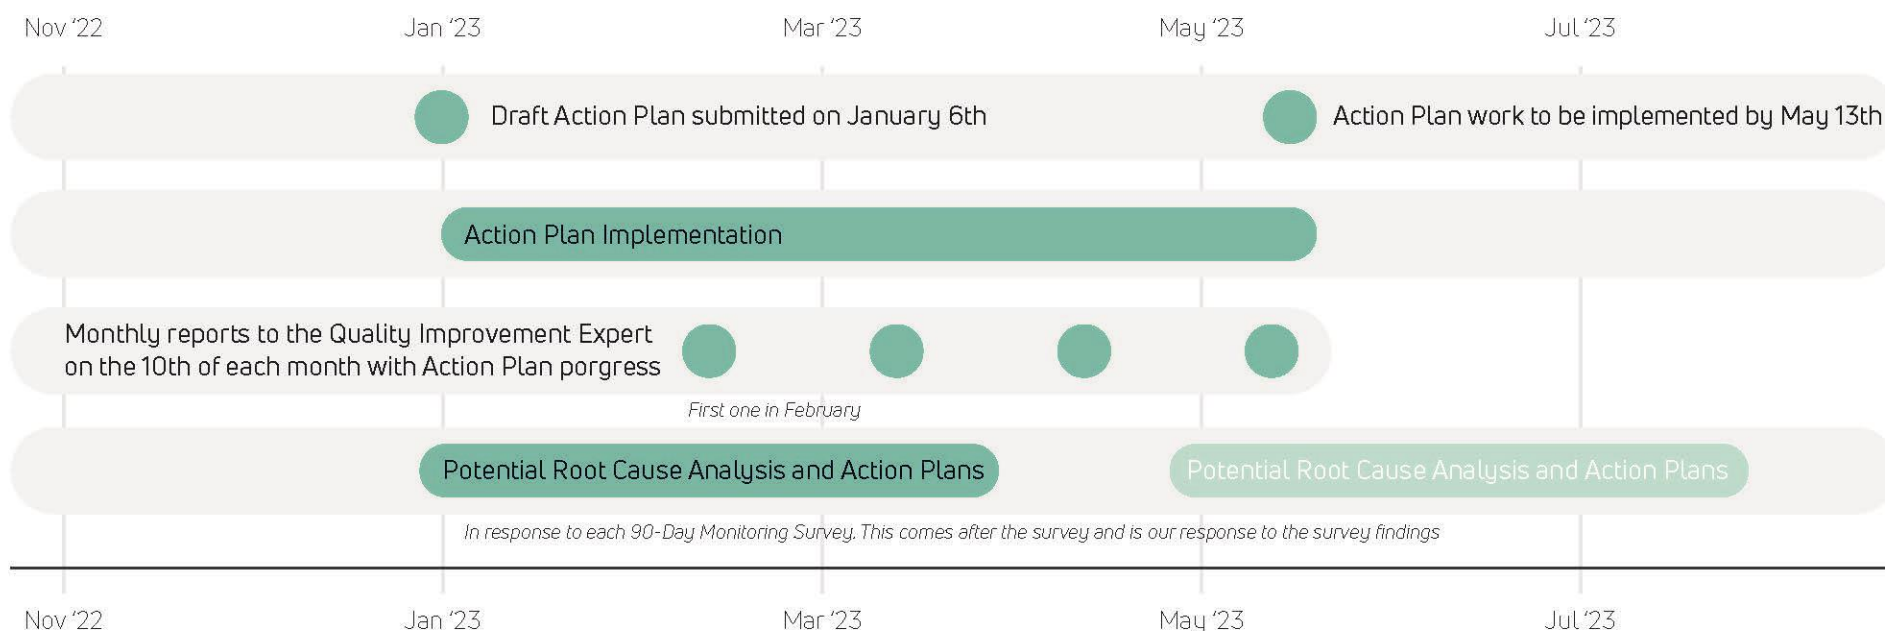 Nov ‘22
Jan ‘23
Mar ‘23
May ‘23
Jul ‘23
Draft Action Plan submitted on January 6th
Action Plan work to be implemented by May 13th
Action Plan Implementation
Monthly reports to the Quality Improvement Expert
on the 10th of each month with Action Plan porgress
First one in February
Potential Root Cause Analysis and Action Plans
Potential Root Cause Analysis and Action Plans
In response to each 90-Day Monitoring Survey. This comes after the survey and is our response to the survey findings
Nov ‘22
Jan ‘23
Mar ‘23
May ‘23
Jul ‘23